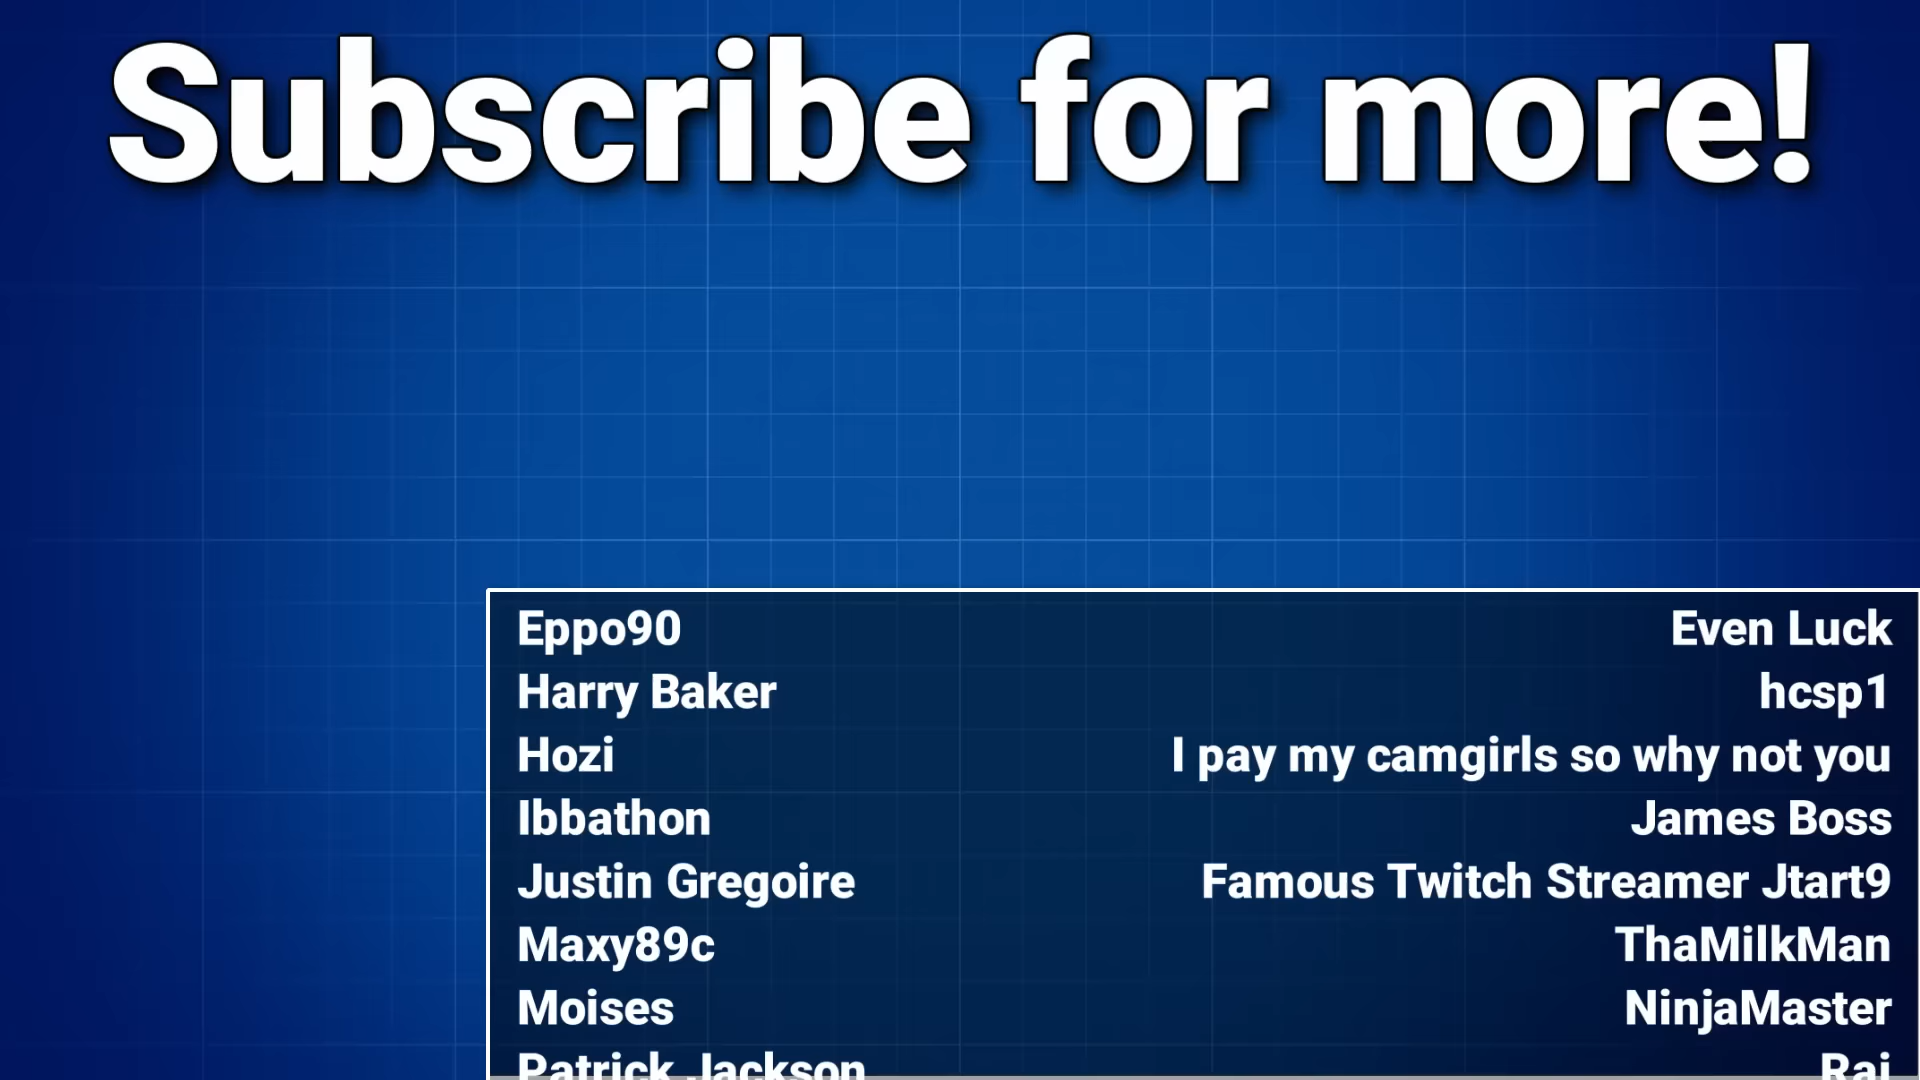 Subscribe for more!
Eppo90 Even Luck
Harry Baker hcsp1
Hozi I pay my camgirls so why not you
Ibbathon James Boss
Justin Gregoire Famous Twitch Streamer Jtart9
Maxy89c ThaMilkMan
Moises NinjaMaster
Patrick Jackson Raj